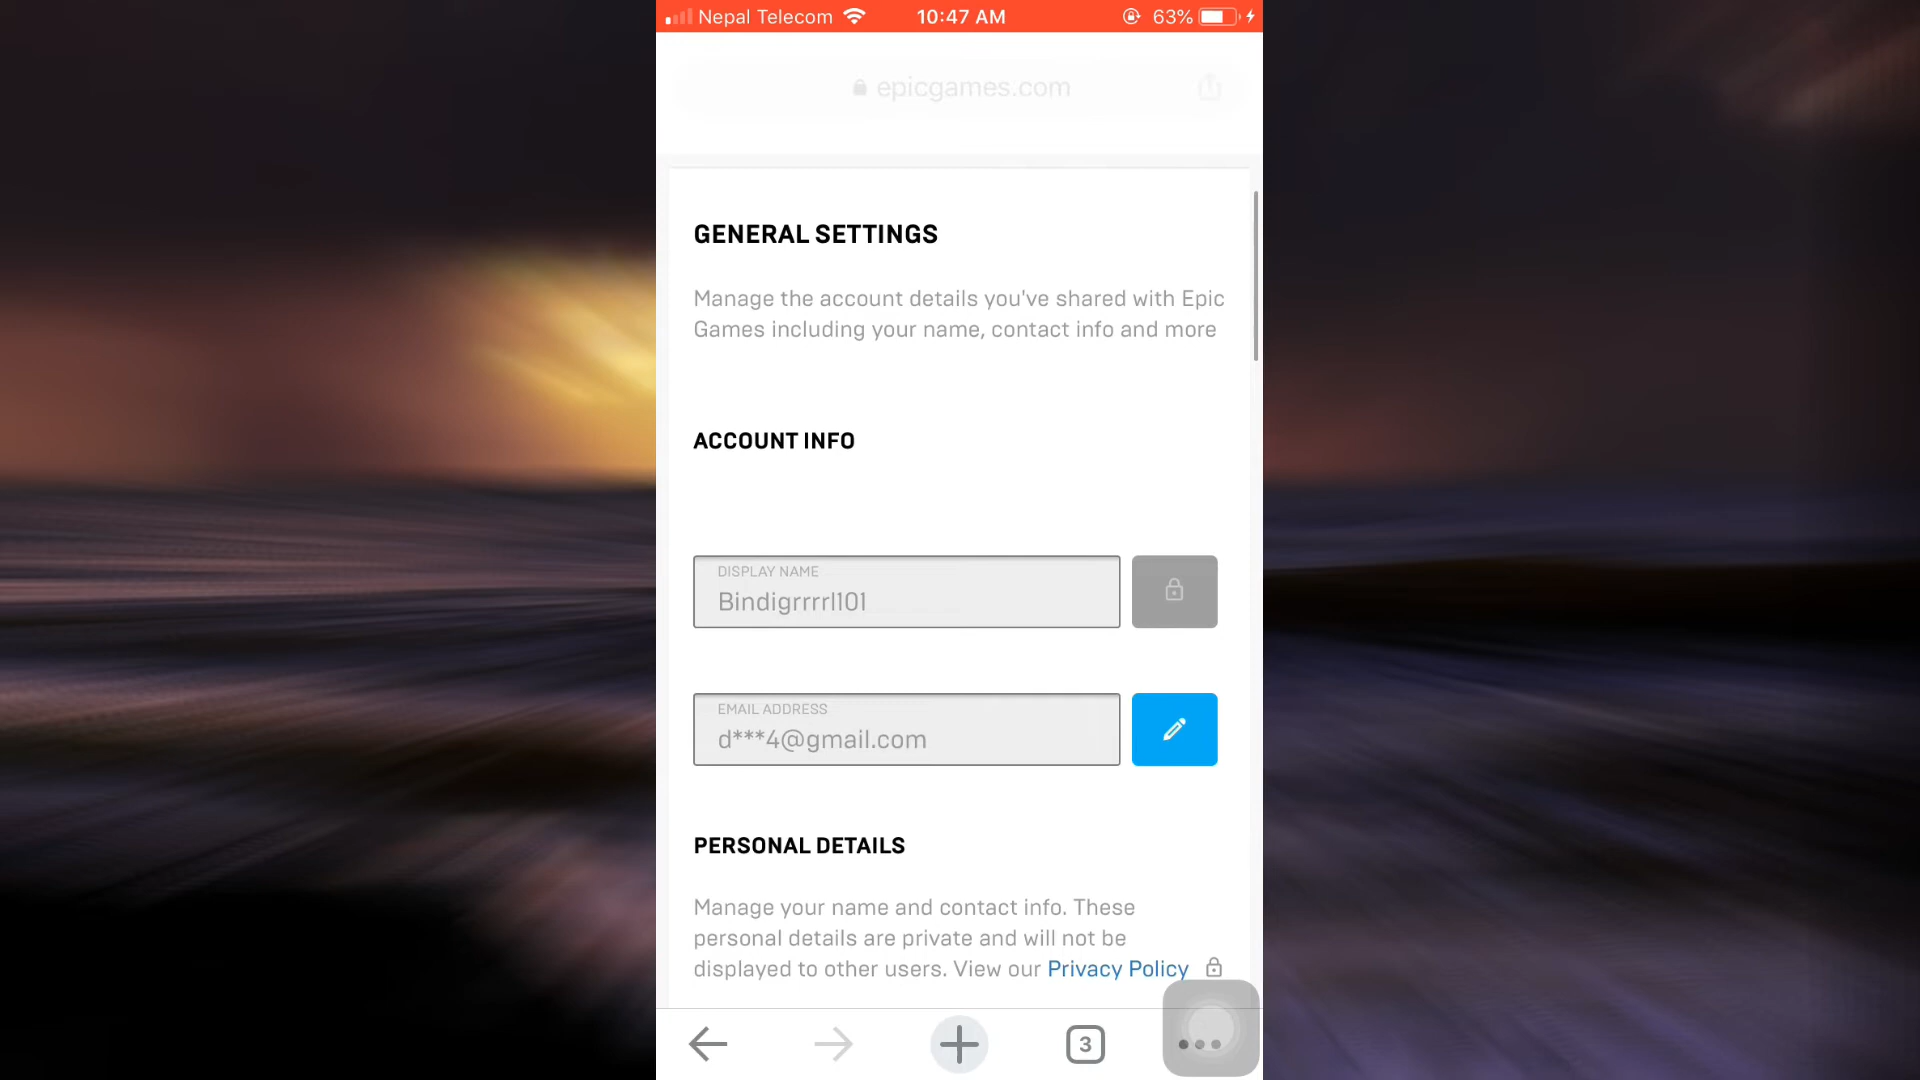 Nepal Telecom 10:47 AM 63%
epicgames.com
GENERAL SETTINGS
Manage the account details you've shared with Epic
Games including your name, contact info and more
ACCOUNT INFO
DISPLAY NAME
Bindigrrrrl101
EMAIL ADDRESS
d***4@gmail.com
PERSONAL DETAILS
Manage your name and contact info. These
personal details are private and will not be
displayed to other users. View our Privacy Policy
3